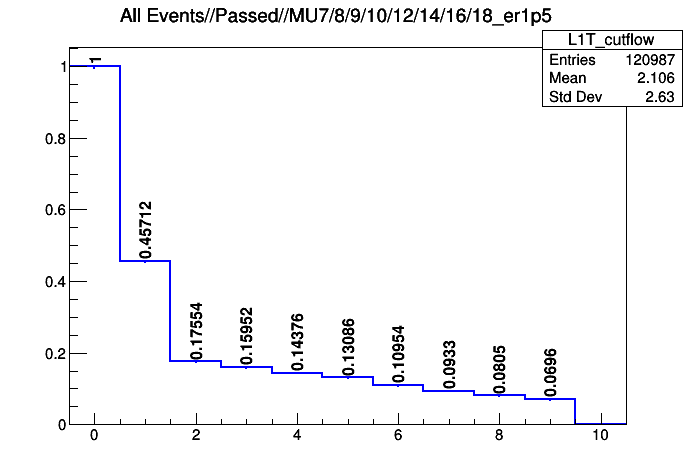 All Events//Passed//MU7/8/9/10/12/14/16/18_er1p5
L1T_cutflow
Entries 120987
Mean 2.106
Std Dev 2.63
1
0.8
0.6
0.4
0.2
0
1
0.45712
0.17554
0.15952
0.14376
0.13086
0.10954
0.0933
0.0805
0.0696
0 2 4 6 8 10